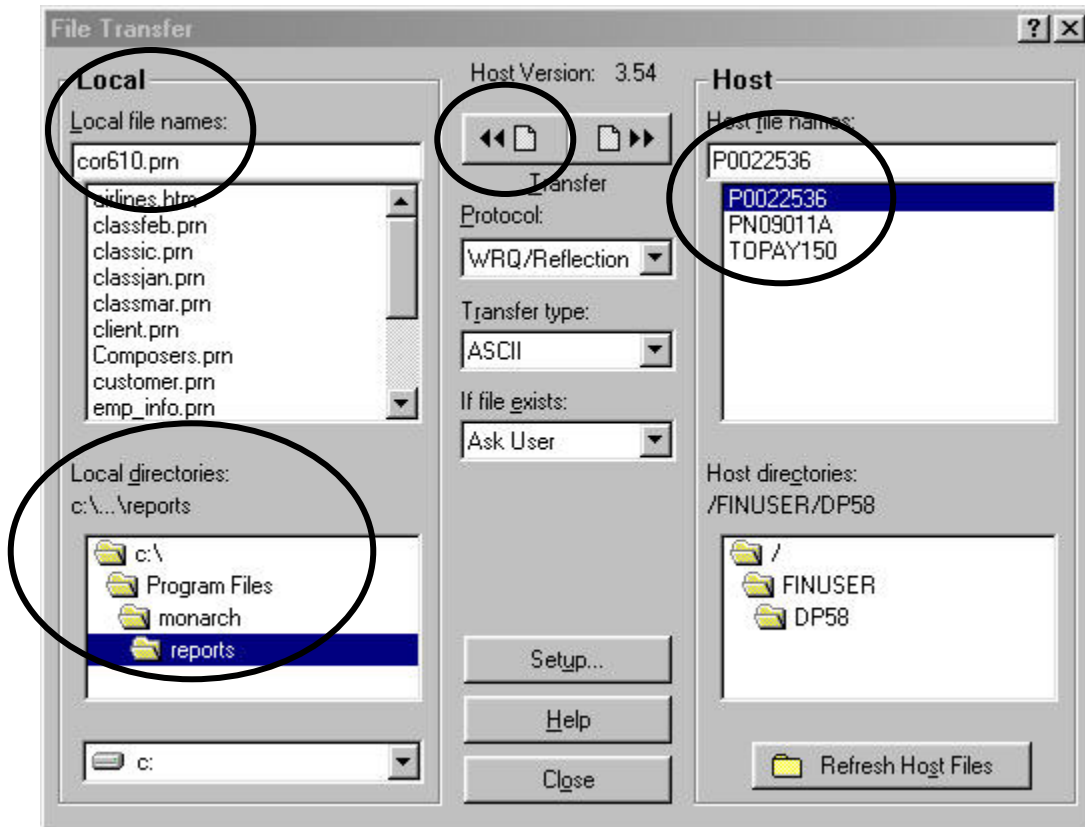 File Transfer
Local
Local file names:
cor610.prn
airlines.htm
classfeb.prn
classic.prn
classjan.prn
classmar.prn
client.prn
Composers.prn
customer.prn
emp_info.prn
Local directories:
c:\...\reports
c:\
Program Files
monarch
reports
c:
Host Version: 3.54
Transfer
Protocol:
WRQ/Reflection
Transfer type:
ASCII
If file exists:
Ask User
Setup...
Help
Close
Host
Host file names:
P0022536
P0022536
PN09011A
TOPAY150
Host directories:
/FINUSER/DP58
/
FINUSER
DP58
Refresh Host Files